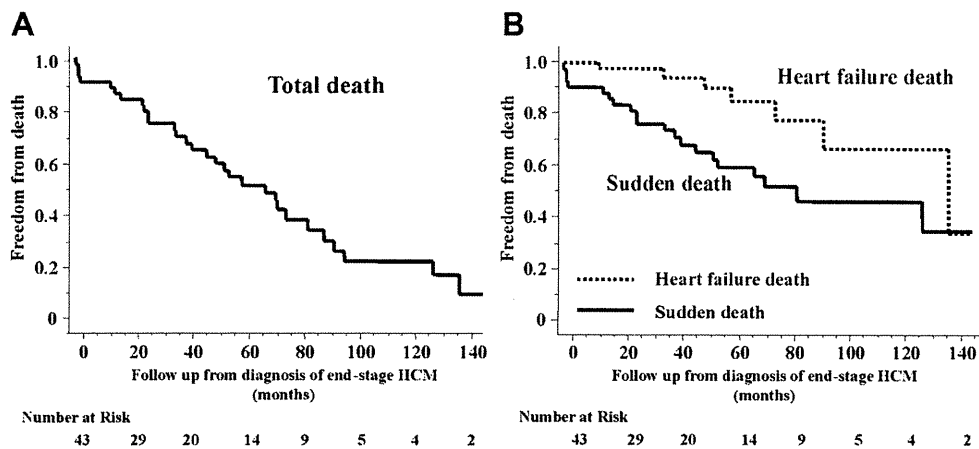 A
Freedom from death
1.0
0.8
0.6
0.4
0.2
0
Total death
0 20 40 60 80 100 120 140
Follow up from diagnosis of end-stage HCM
(months)
Number at Risk
43 29 20 14 9 5 4 2
B
Freedom from death
1.0
0.8
0.6
0.4
0.2
0
Heart failure death
Sudden death
Heart failure death
Sudden death
0 20 40 60 80 100 120 140
Follow up from diagnosis of end-stage HCM
(months)
Number at Risk
43 29 20 14 9 5 4 2